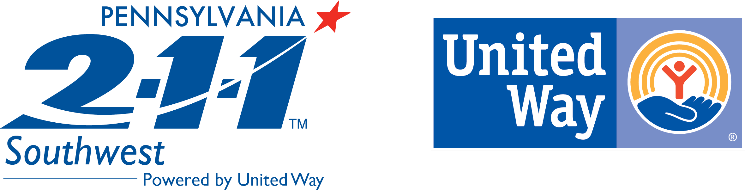 PENNSYLVANIA
2-1-1 TM
Southwest
Powered by United Way
United
Way
®